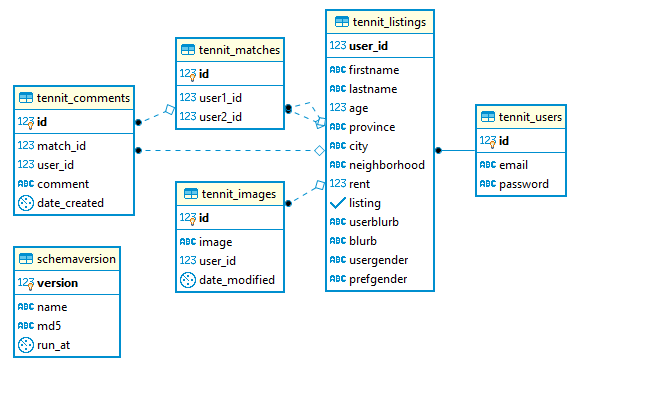 tennit_comments
123 id
123 match_id
123 user_id
ABC comment
date_created
schemaversion
123 version
ABC name
ABC md5
run_at
tennit_matches
123 id
123 user1_id
123 user2_id
tennit_images
123 id
ABC image
123 user_id
date_modified
tennit_listings
123 user_id
ABC firstname
ABC lastname
123 age
ABC province
ABC city
ABC neighborhood
123 rent
listing
ABC userblurb
ABC blurb
ABC usergender
ABC prefgender
tennit_users
123 id
ABC email
ABC password